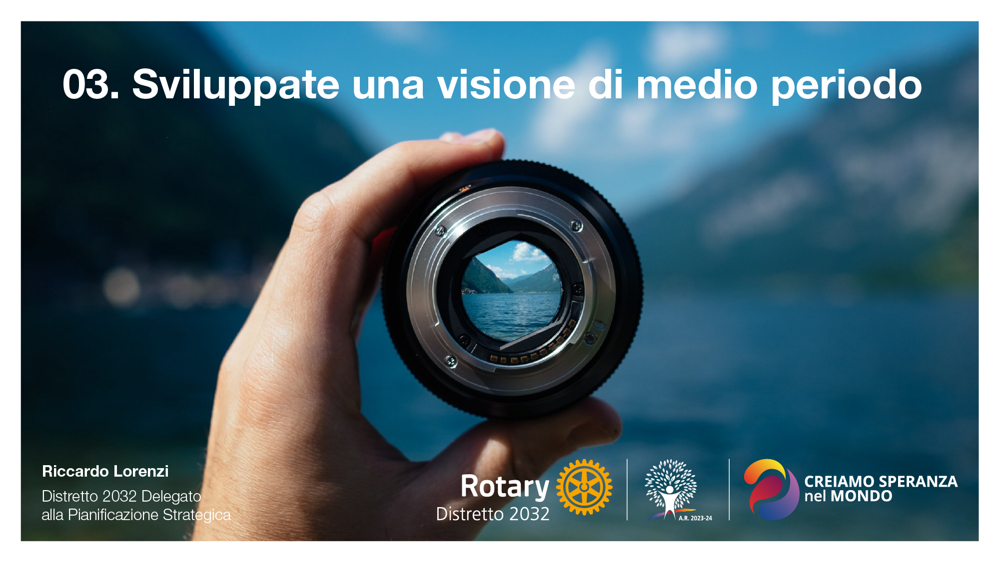 03. Sviluppate una visione di medio periodo
Riccardo Lorenzi
Distretto 2032 Delegato
alla Pianificazione Strategica
Rotary
Distretto 2032
A.R. 2023-24
CREIAMO SPERANZA
nel MONDO